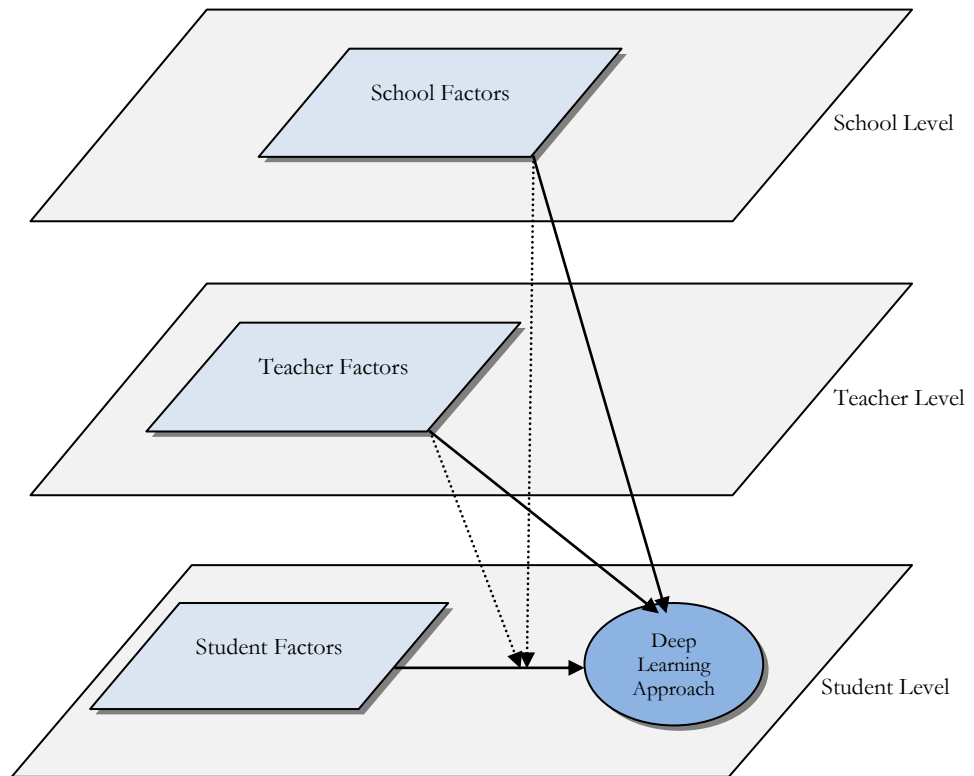 School Factors
School Level
Teacher Factors
Teacher Level
Student Factors
Deep
Learning
Approach
Student Level